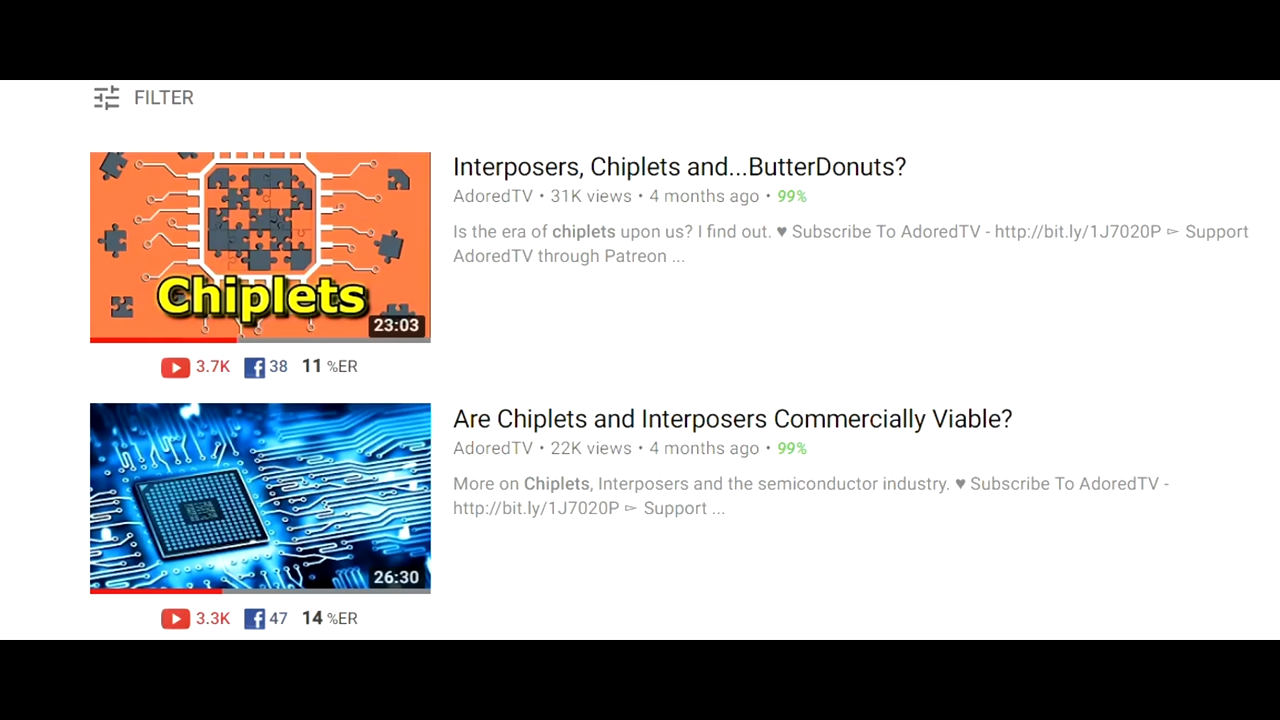 FILTER
Chiplets
23:03
Interposers, Chiplets and...ButterDonuts?
AdoredTV • 31K views • 4 months ago • 99%
Is the era of chiplets upon us? I find out. ♥ Subscribe To AdoredTV - http://bit.ly/1J7020P ► Support
AdoredTV through Patreon ...
3.7K 38 11 %ER
26:30
Are Chiplets and Interposers Commercially Viable?
AdoredTV • 22K views • 4 months ago • 99%
More on Chiplets, Interposers and the semiconductor industry. ♥ Subscribe To AdoredTV -
http://bit.ly/1J7020P ► Support ...
3.3K 47 14 %ER